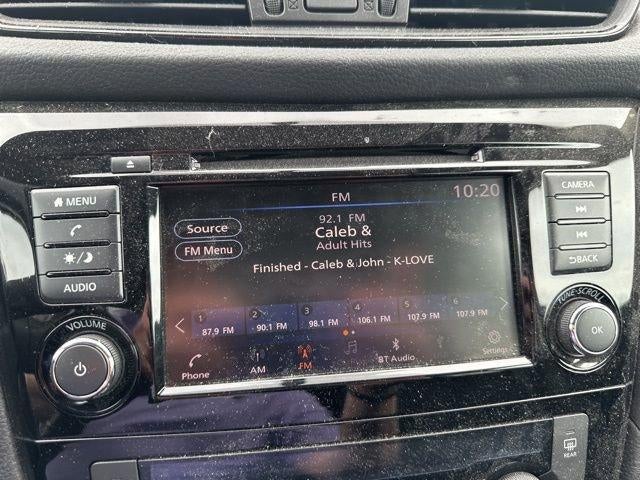 FM
10:20
MENU
CAMERA
Source
92.1 FM
Caleb &
Adult Hits
FM Menu
Finished - Caleb & John - K-LOVE
BACK
AUDIO
1 2 3 4 5 6
87.9 FM 90.1 FM 98.1 FM 106.1 FM 107.9 FM 107.9 FM
VOLUME
TUNE·SCROLL
OK
Phone AM FM BT Audio Settings
REAR